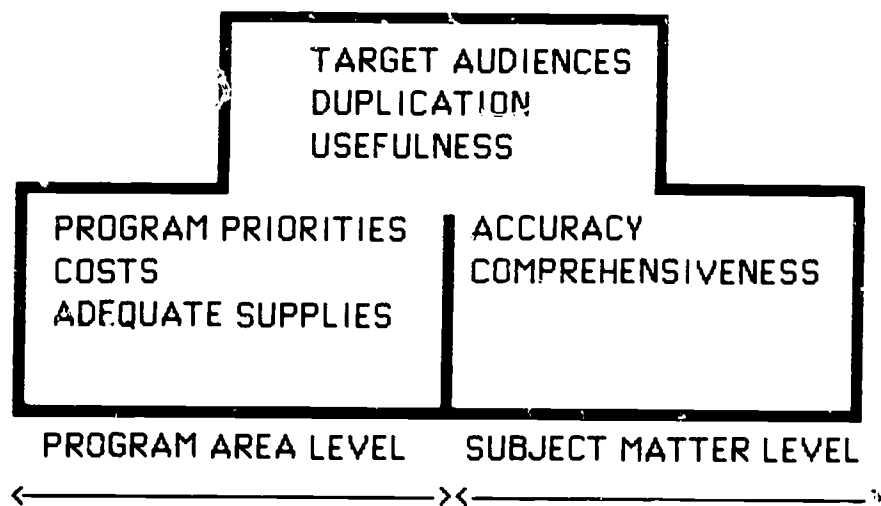 TARGET AUDIENCES
DUPLICATION
USEFULNESS
PROGRAM PRIORITIES
COSTS
ADEQUATE SUPPLIES
ACCURACY
COMPREHENSIVENESS
PROGRAM AREA LEVEL
SUBJECT MATTER LEVEL